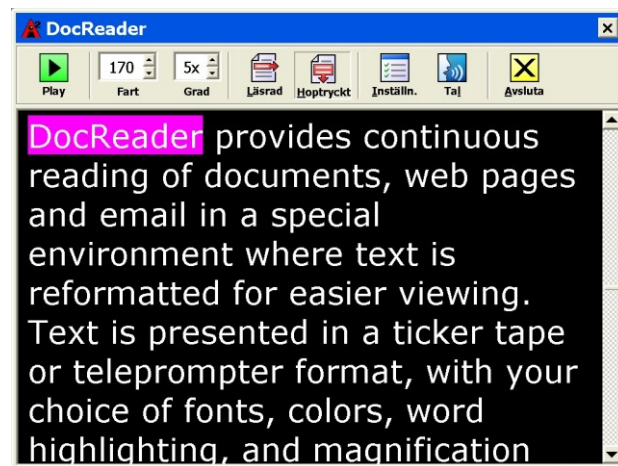 DocReader
170 5x
Play Fart Grad Läsrad Hoptryckt Inställn. Tal Avsluta
DocReader provides continuous
reading of documents, web pages
and email in a special
environment where text is
reformatted for easier viewing.
Text is presented in a ticker tape
or teleprompter format, with your
choice of fonts, colors, word
highlighting, and magnification